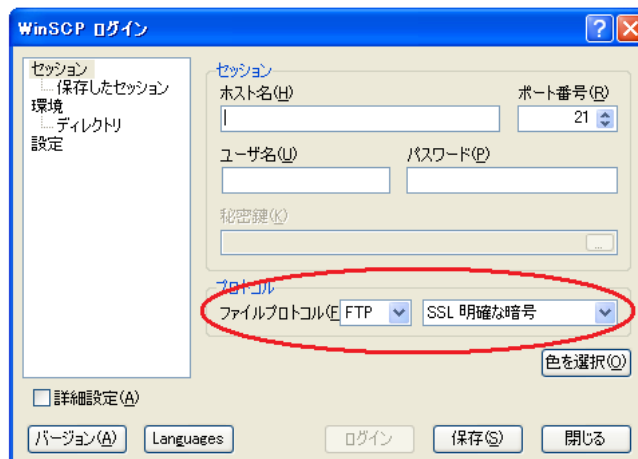 WinSCP ログイン
セッション
保存したセッション
環境
ディレクトリ
設定
セッション
ホスト名(H)
ポート番号(R)
21
ユーザ名(U)
パスワード(P)
秘密鍵(K)
...
プロトコル
ファイルプロトコル(F FTP SSL 明確な暗号
色を選択(O)
詳細設定(A)
バージョン(A) Languages ログイン 保存(S) 閉じる